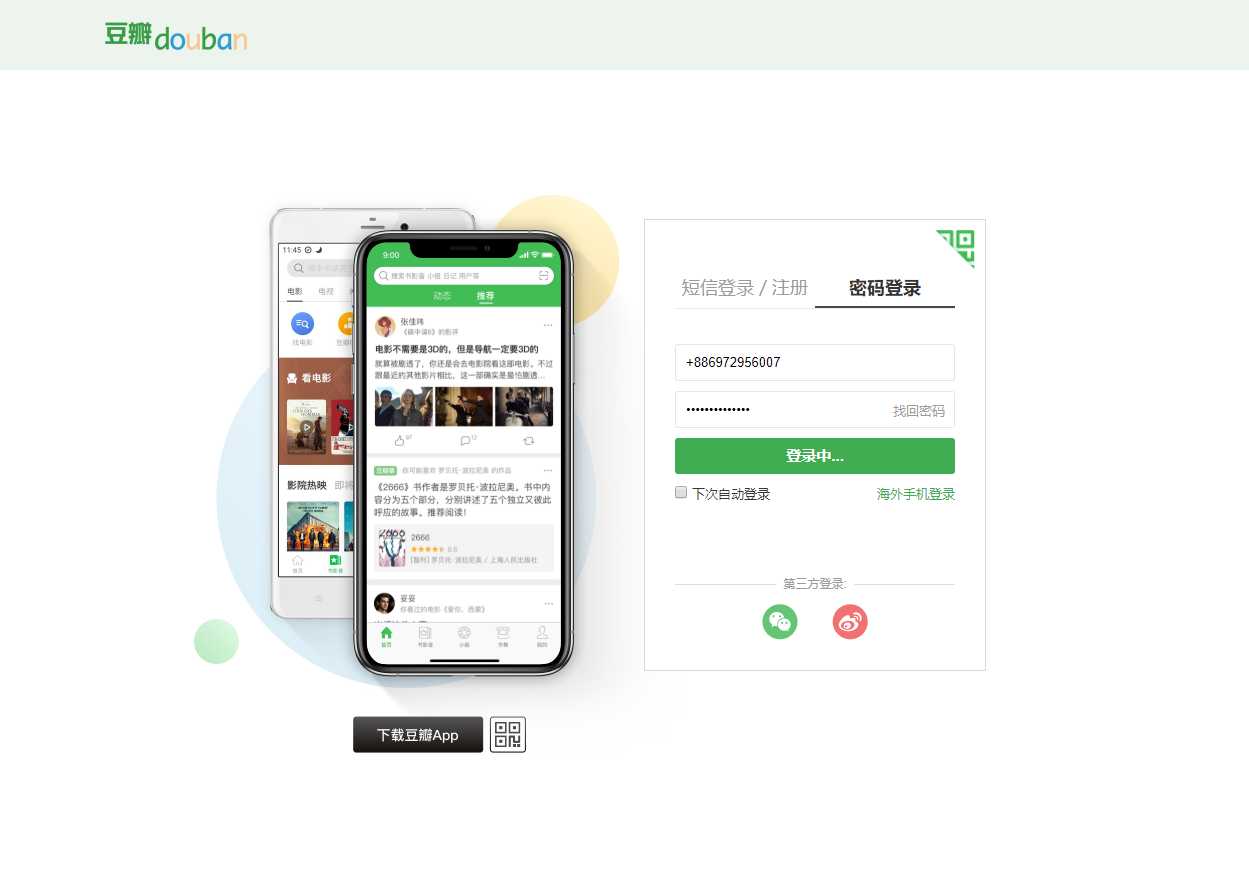 豆瓣douban
11:45
电影 电视
找电影
看电影
影院热映 即将
首页 书影音
9:00
搜索书影音 小组 日记 用户等
动态 推荐
张佳玮
《碟中谍6》的影评
电影不需要是3D的，但是导航一定要3D的
就算被剧透了，你还是会去电影院看这部电影。不过
跟最近的其他影片相比，这一部确实是最怕剧透...
97 12
豆瓣猜 你可能喜欢 罗贝托·波拉尼奥 的作品
《2666》书作者是罗贝托·波拉尼奥。书中内
容分为五个部分，分别讲述了五个独立又彼此
呼应的故事。推荐阅读！
2666
8.6
[智利] 罗贝托·波拉尼奥 / 上海人民出版社
妥妥
你看过的电影《爱你，西蒙》
首页 书影音 小组 书集 我的
下载豆瓣App
短信登录 / 注册 密码登录
+886972956007
••••••••••••••
找回密码
登录中...
下次自动登录 海外手机登录
第三方登录: